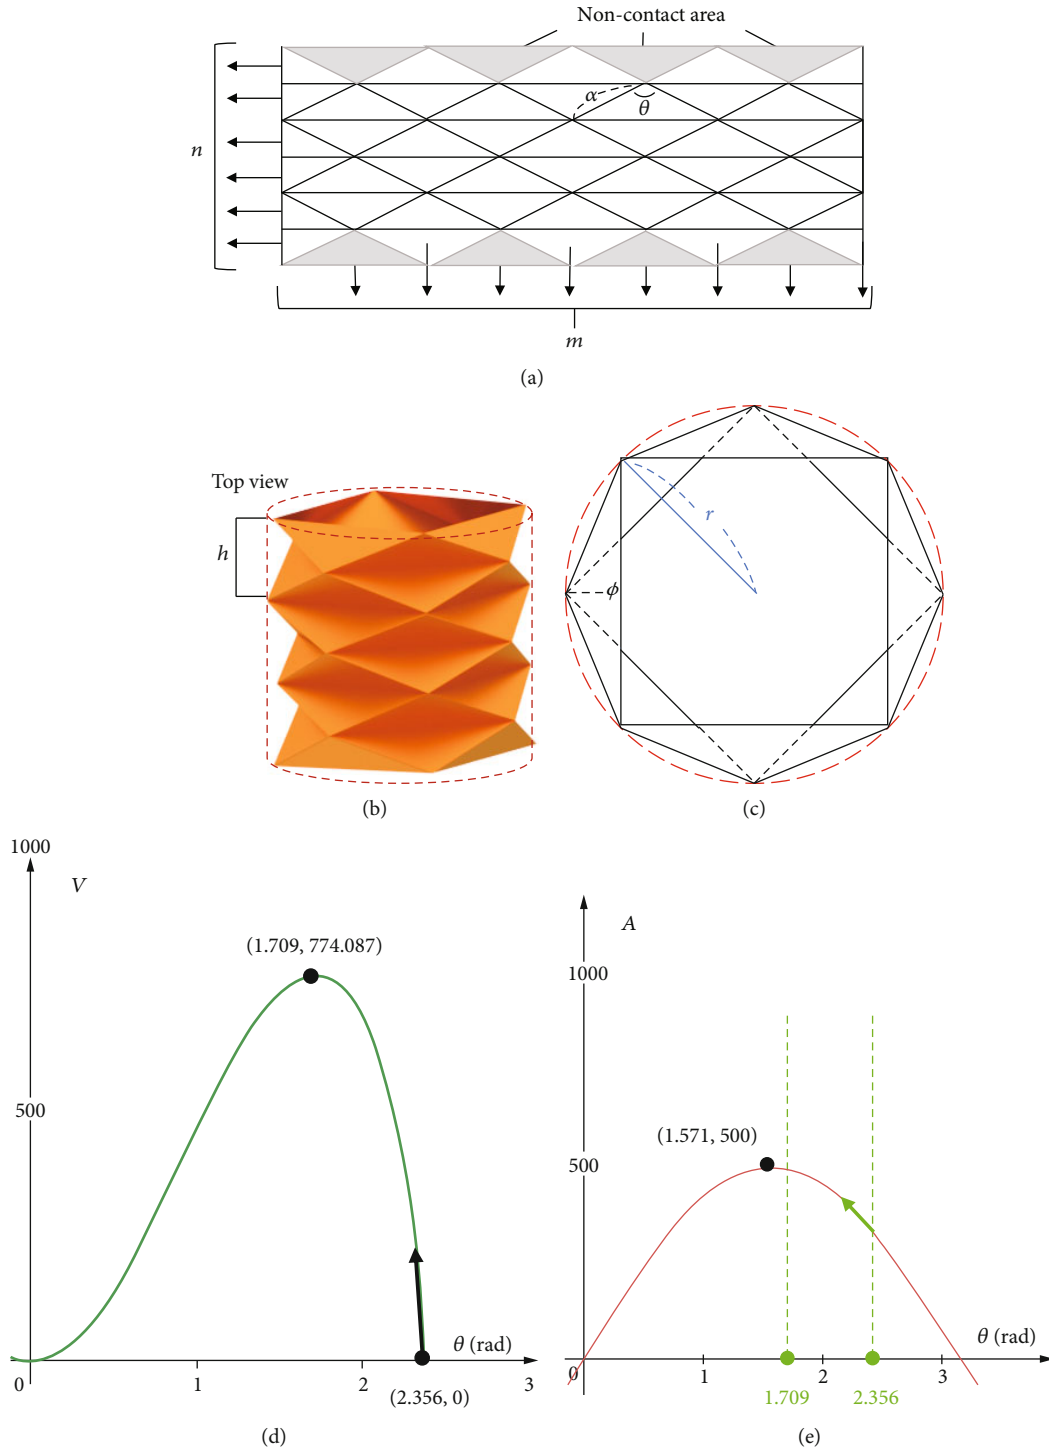 Non-contact area
n
α
θ
m
(a)
Top view
h
r
ϕ
(b)
(c)
1000
V
(1.709, 774.087)
500
θ (rad)
0
1
2
3
(2.356, 0)
(d)
A
1000
(1.571, 500)
500
θ (rad)
0
1
2
3
1.709
2.356
(e)